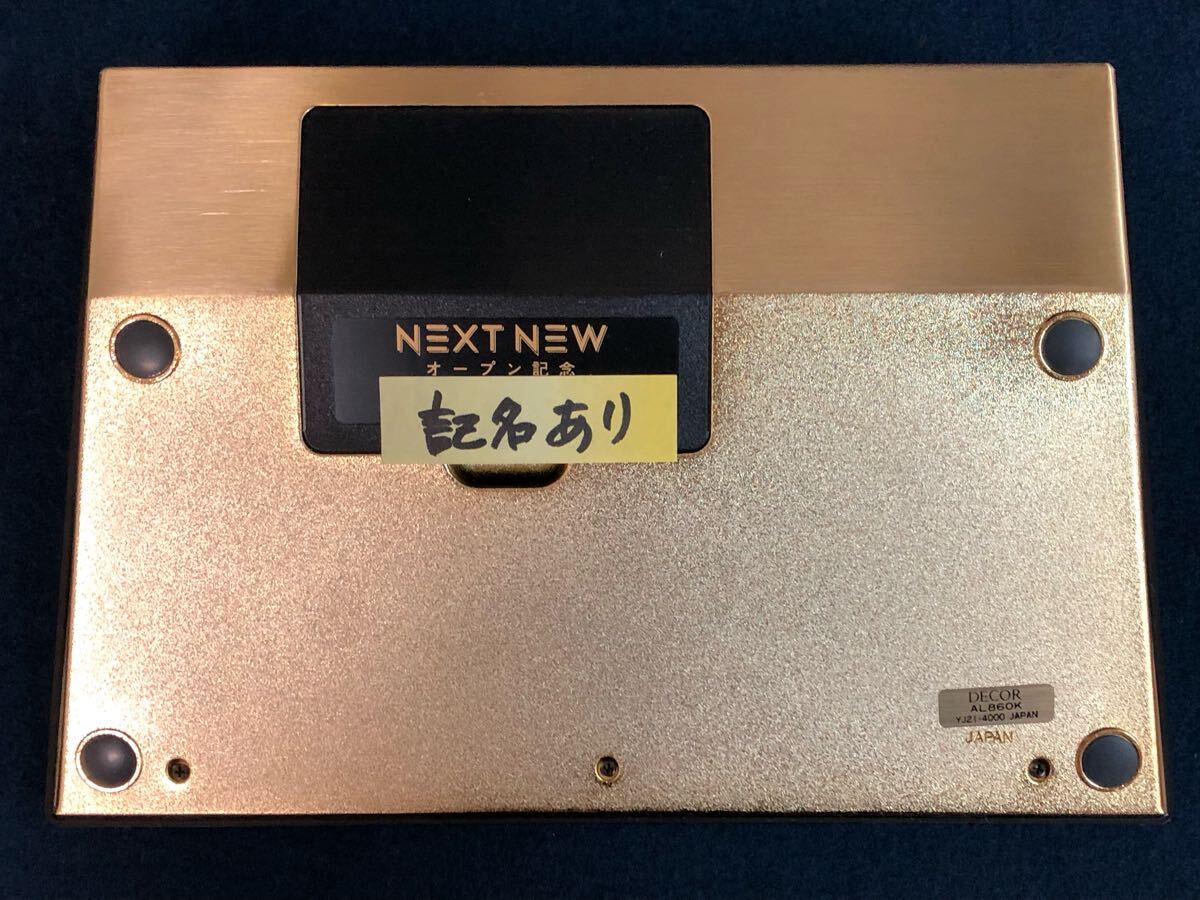 NEXT NEW
オープン記念
記名あり
DECOR
AL860K
YJ21-4000 JAPAN
JAPAN